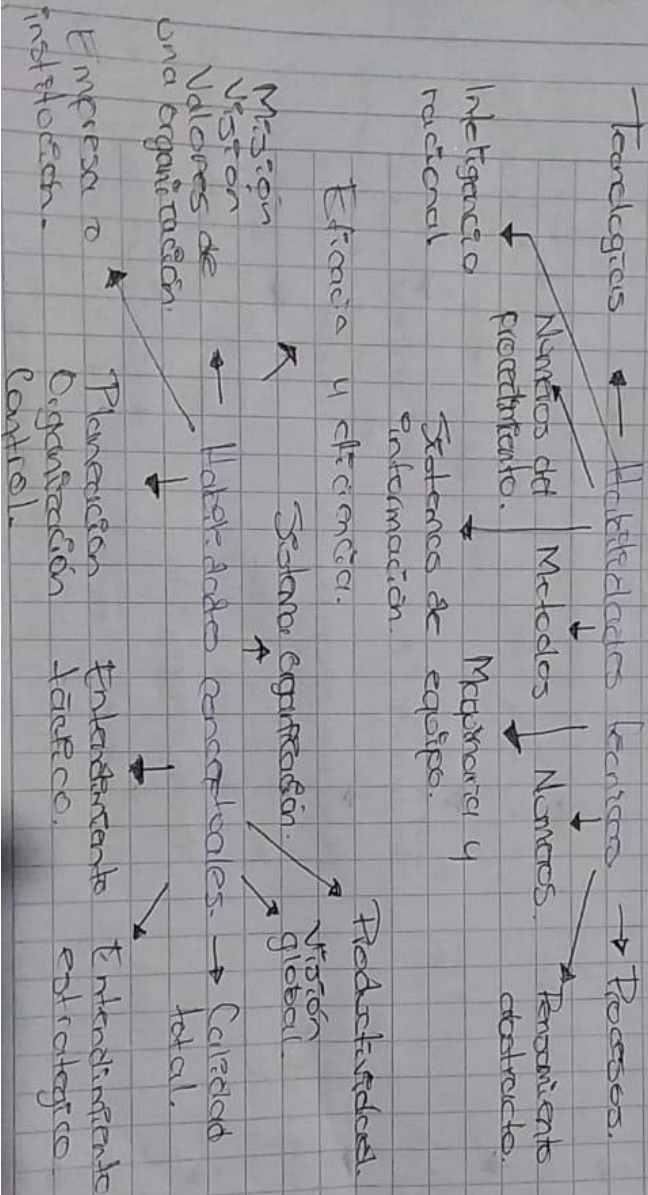 Tecnologías ← Habilidades técnicas → Procesos.
Inteligencia
racional
Números del
procedimiento.
Métodos
Números.
Pensamiento
abstracto.
Sistemas de
información.
Maquinaria y
equipo.
Eficacia y eficiencia.
Productividad.
Misión
Visión
Valores de
una organización.
Sistema organización.
Visión
global
← Habilidades conceptuales. → Calidad
total.
Empresa o
institución.
Planeación
Organización
Control.
Entendimiento
táctico.
Entendimiento
estratégico